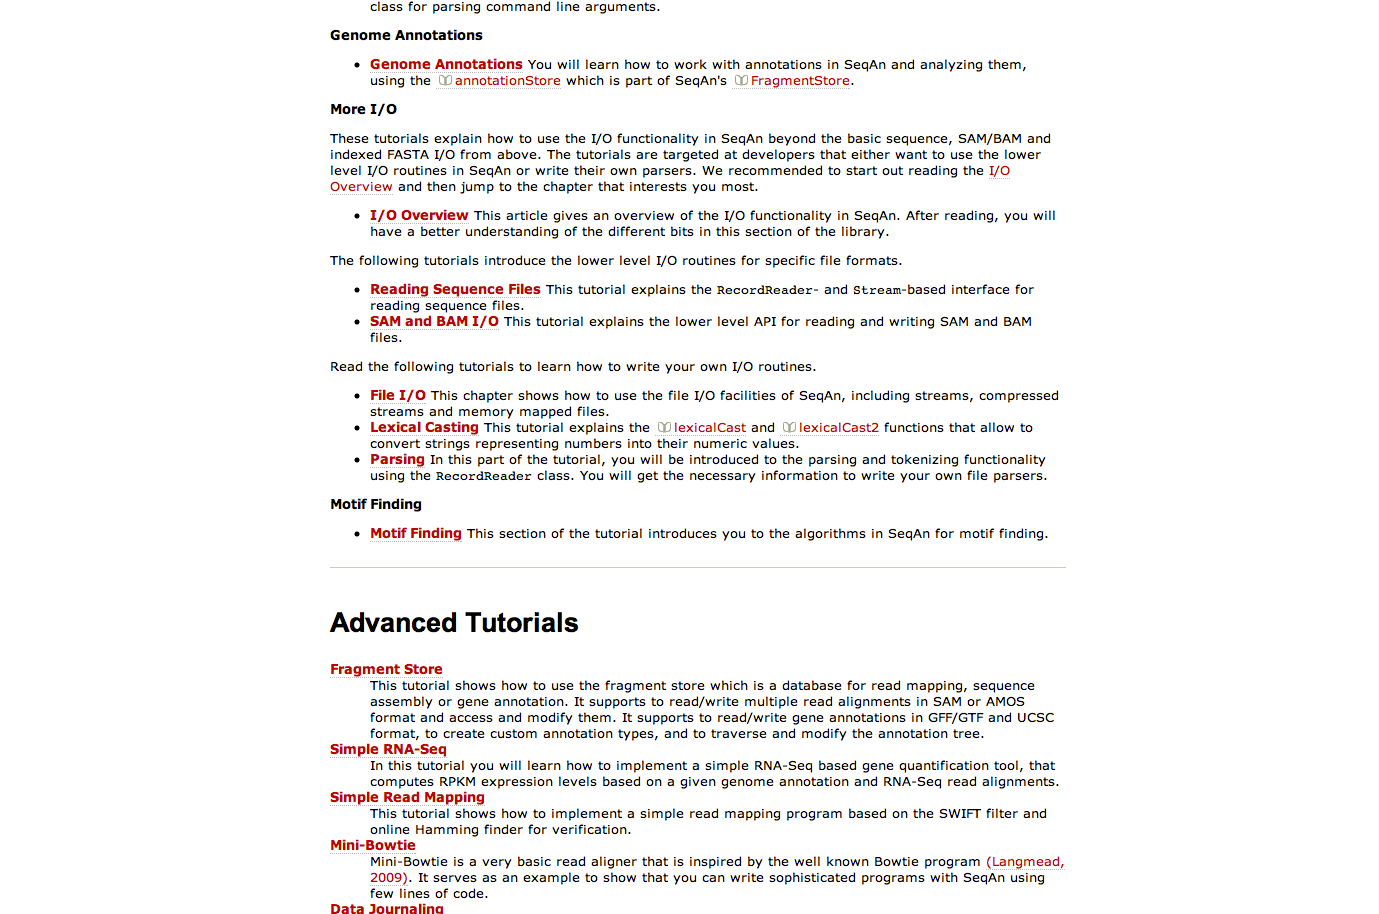 class for parsing command line arguments.
Genome Annotations
• Genome Annotations You will learn how to work with annotations in SeqAn and analyzing them,
using the annotationStore which is part of SeqAn's FragmentStore.
More I/O
These tutorials explain how to use the I/O functionality in SeqAn beyond the basic sequence, SAM/BAM and
indexed FASTA I/O from above. The tutorials are targeted at developers that either want to use the lower
level I/O routines in SeqAn or write their own parsers. We recommended to start out reading the I/O
Overview and then jump to the chapter that interests you most.
• I/O Overview This article gives an overview of the I/O functionality in SeqAn. After reading, you will
have a better understanding of the different bits in this section of the library.
The following tutorials introduce the lower level I/O routines for specific file formats.
• Reading Sequence Files This tutorial explains the RecordReader- and Stream-based interface for
reading sequence files.
• SAM and BAM I/O This tutorial explains the lower level API for reading and writing SAM and BAM
files.
Read the following tutorials to learn how to write your own I/O routines.
• File I/O This chapter shows how to use the file I/O facilities of SeqAn, including streams, compressed
streams and memory mapped files.
• Lexical Casting This tutorial explains the lexicalCast and lexicalCast2 functions that allow to
convert strings representing numbers into their numeric values.
• Parsing In this part of the tutorial, you will be introduced to the parsing and tokenizing functionality
using the RecordReader class. You will get the necessary information to write your own file parsers.
Motif Finding
• Motif Finding This section of the tutorial introduces you to the algorithms in SeqAn for motif finding.
Advanced Tutorials
Fragment Store
This tutorial shows how to use the fragment store which is a database for read mapping, sequence
assembly or gene annotation. It supports to read/write multiple read alignments in SAM or AMOS
format and access and modify them. It supports to read/write gene annotations in GFF/GTF and UCSC
format, to create custom annotation types, and to traverse and modify the annotation tree.
Simple RNA-Seq
In this tutorial you will learn how to implement a simple RNA-Seq based gene quantification tool, that
computes RPKM expression levels based on a given genome annotation and RNA-Seq read alignments.
Simple Read Mapping
This tutorial shows how to implement a simple read mapping program based on the SWIFT filter and
online Hamming finder for verification.
Mini-Bowtie
Mini-Bowtie is a very basic read aligner that is inspired by the well known Bowtie program (Langmead,
2009). It serves as an example to show that you can write sophisticated programs with SeqAn using
few lines of code.
Data Journaling